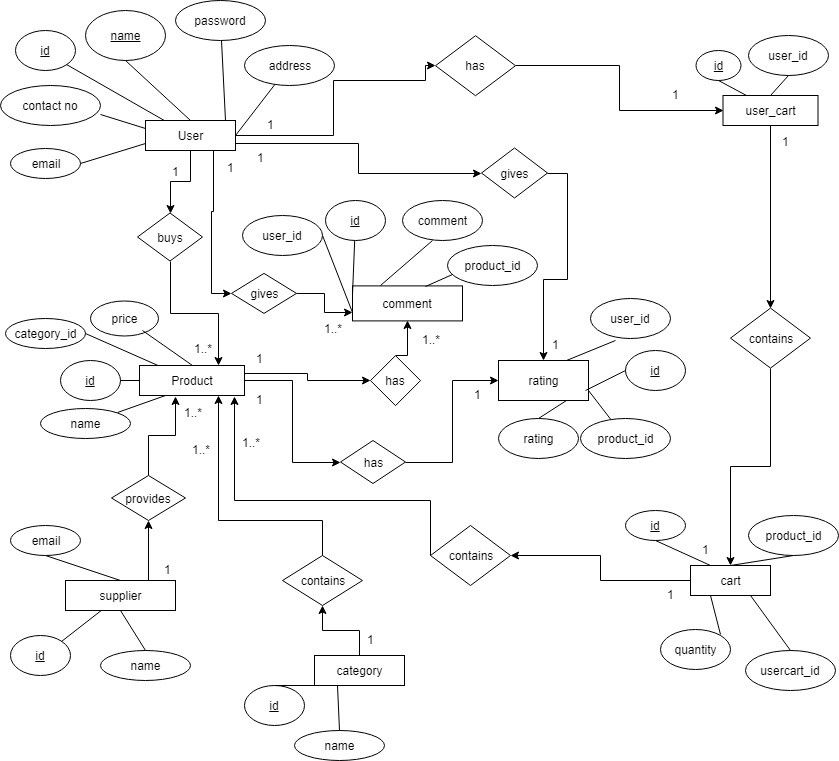 password
name
id
user_id
address
has
id
contact no
1
user_cart
1
User
1
1
email
1
1
gives
id
comment
buys
user_id
product_id
gives
comment
price
user_id
category_id
1..*
1..*
contains
1..*
1
1
id
Product
has
rating
id
1
1
name
1..*
rating
product_id
1..*
1..*
has
provides
id
product_id
email
1
contains
1
contains
cart
supplier
1
1
quantity
id
name
category
usercart_id
id
name